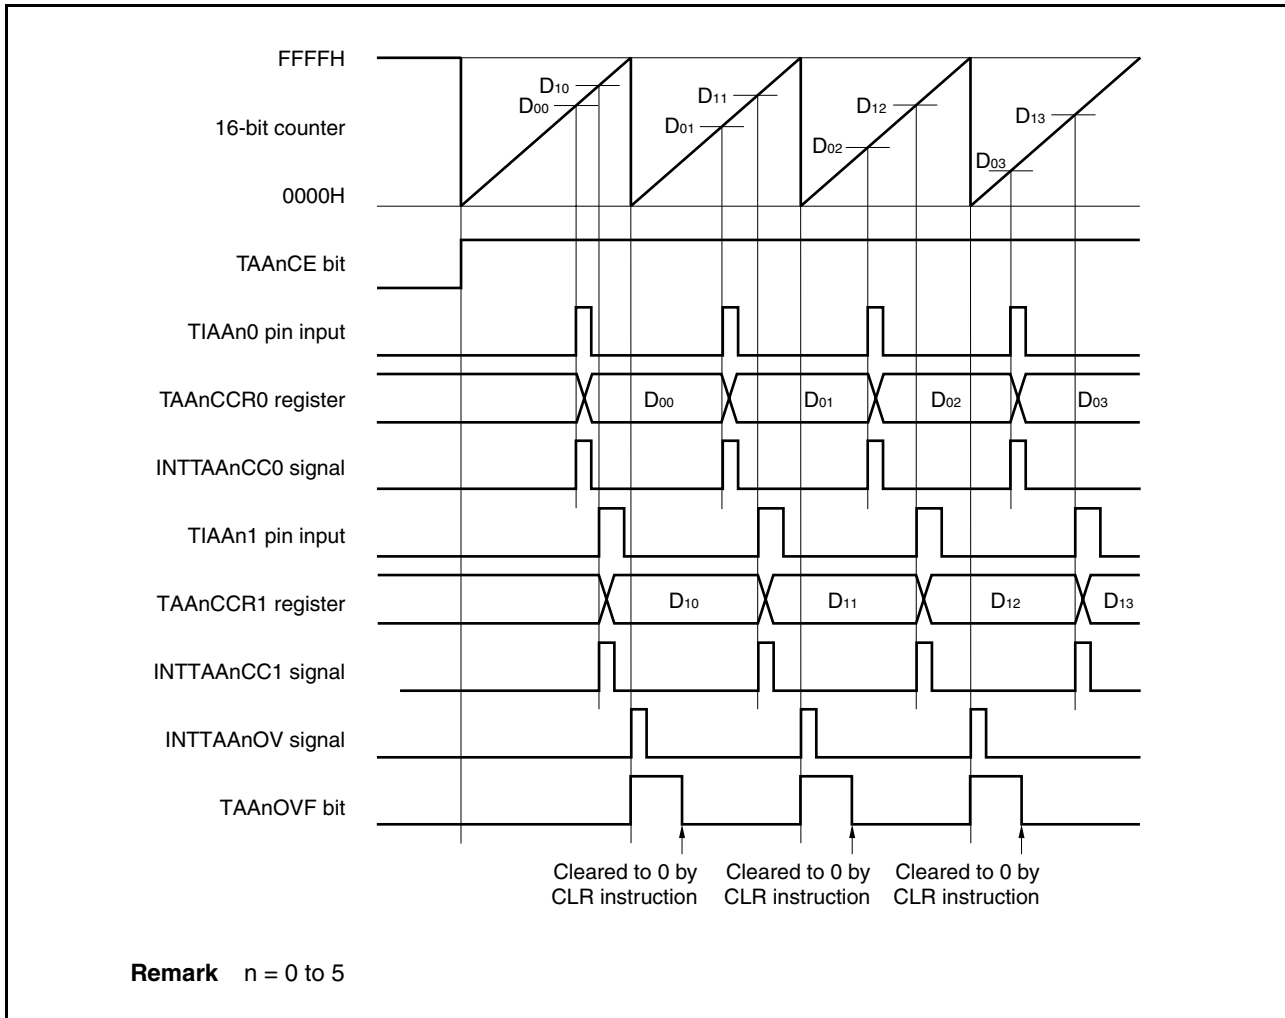 FFFFH
D10
D00
D11
D01
D12
D02
D13
D03
16-bit counter
0000H
TAAnCE bit
TIAAn0 pin input
TAAnCCR0 register
D00
D01
D02
D03
INTTAAnCC0 signal
TIAAn1 pin input
TAAnCCR1 register
D10
D11
D12
D13
INTTAAnCC1 signal
INTTAAnOV signal
TAAnOVF bit
Cleared to 0 by
CLR instruction
Cleared to 0 by
CLR instruction
Cleared to 0 by
CLR instruction
Remark n = 0 to 5